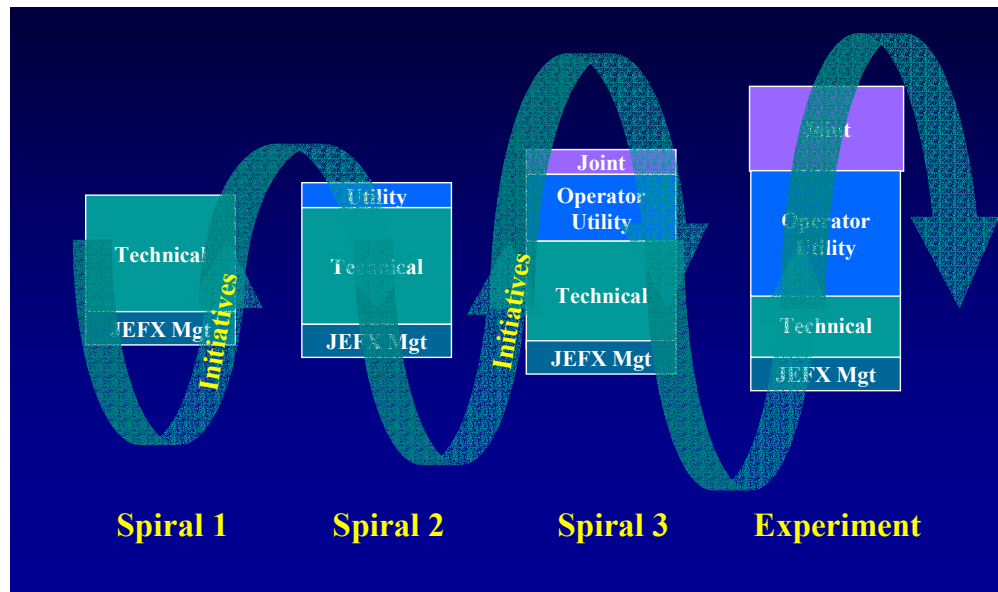 Technical
JEFX Mgt
Initiatives
Spiral 1
Utility
Technical
JEFX Mgt
Spiral 2
Initiatives
Joint
Operator
Utility
Technical
JEFX Mgt
Spiral 3
Joint
Operator
Utility
Technical
JEFX Mgt
Experiment